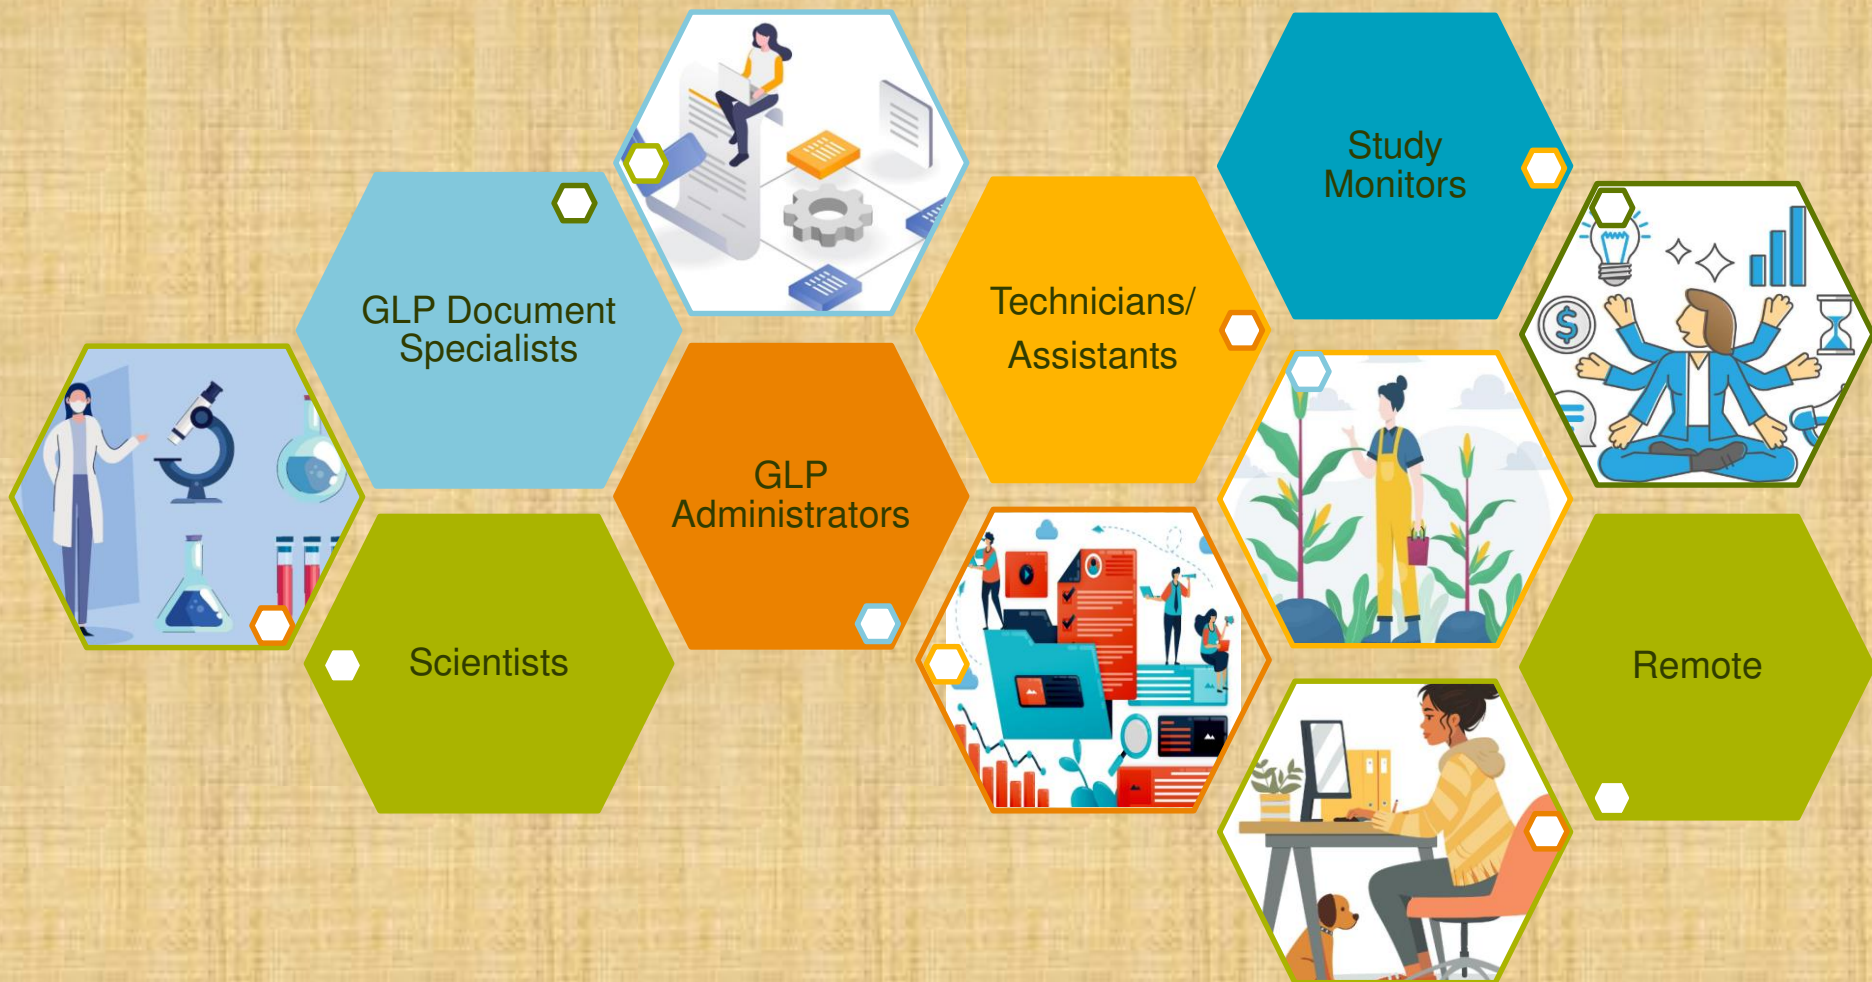 GLP Document
Specialists
Scientists
GLP
Administrators
Technicians/
Assistants
Study
Monitors
Remote
$